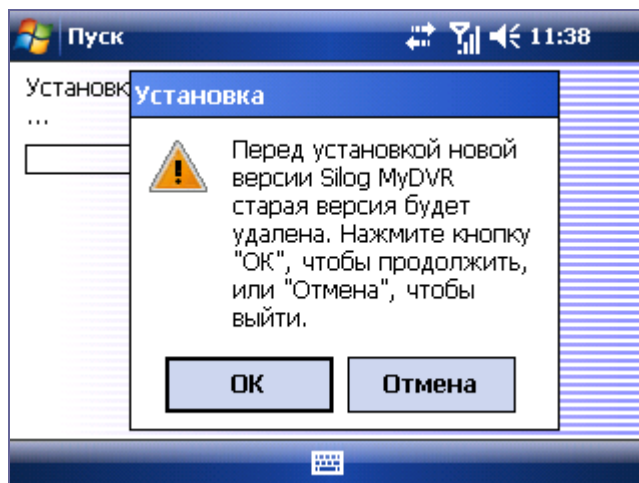 Пуск
11:38
Установк
...
Установка
Перед установкой новой
версии Silog MyDVR
старая версия будет
удалена. Нажмите кнопку
"ОК", чтобы продолжить,
или "Отмена", чтобы
выйти.
ОК
Отмена